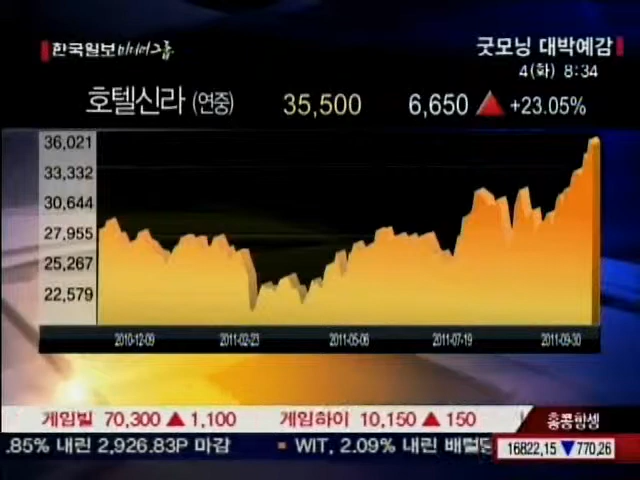 한국일보 미디어그룹
굿모닝 대박예감
4(화) 8:34
호텔신라 (연중) 35,500 6,650 ▲ +23.05%
36,021
33,332
30,644
27,955
25,267
22,579
2010-12-09 2011-02-23 2011-05-06 2011-07-19 2011-09-30
게임빌 70,300 ▲ 1,100 게임하이 10,150 ▲ 150
홍콩항셍
.85% 내린 2,926.83P 마감 ▪ WIT, 2.09% 내린 배럴당
16822,15 ▼770,26